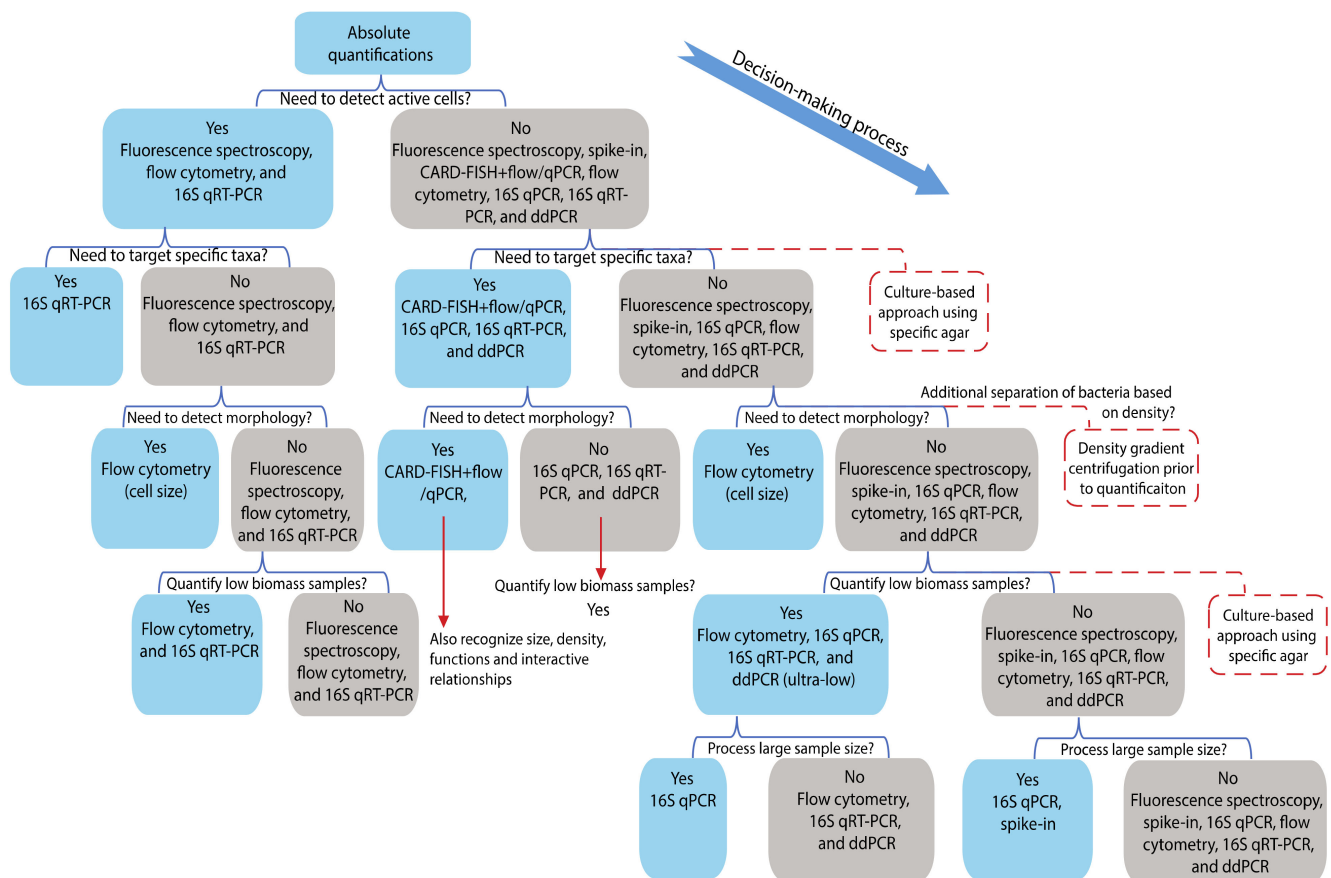 Absolute
quantifications
Decision-making process
Need to detect active cells?
Yes
Fluorescence spectroscopy,
flow cytometry, and
16S qRT-PCR
No
Fluorescence spectroscopy, spike-in,
CARD-FISH+flow/qPCR, flow
cytometry, 16S qPCR, 16S qRT-
PCR, and ddPCR
Need to target specific taxa?
Yes
16S qRT-PCR
No
Fluorescence spectroscopy,
flow cytometry, and
16S qRT-PCR
Need to target specific taxa?
Yes
CARD-FISH+flow/qPCR,
16S qPCR, 16S qRT-PCR,
and ddPCR
No
Fluorescence spectroscopy,
spike-in, 16S qPCR, flow
cytometry, 16S qRT-PCR,
and ddPCR
Culture-based
approach using
specific agar
Need to detect morphology?
Yes
Flow cytometry
(cell size)
No
Fluorescence
spectroscopy,
flow cytometry,
and 16S qRT-PCR
Need to detect morphology?
Yes
CARD-FISH+flow
/qPCR,
No
16S qPCR, 16S qRT-
PCR, and ddPCR
Need to detect morphology?
Yes
Flow cytometry
(cell size)
No
Fluorescence spectroscopy,
spike-in, 16S qPCR, flow
cytometry, 16S qRT-PCR,
and ddPCR
Additional separation of bacteria based
on density?
Density gradient
centrifugation prior
to quantificaiton
Quantify low biomass samples?
Yes
Flow cytometry,
and 16S qRT-PCR
No
Fluorescence
spectroscopy,
flow cytometry,
and 16S qRT-PCR
Also recognize size, density,
functions and interactive
relationships
Quantify low biomass samples?
Yes
Quantify low biomass samples?
Yes
Flow cytometry, 16S qPCR,
16S qRT-PCR, and
ddPCR (ultra-low)
No
Fluorescence spectroscopy,
spike-in, 16S qPCR, flow
cytometry, 16S qRT-PCR,
and ddPCR
Culture-based
approach using
specific agar
Process large sample size?
Yes
16S qPCR
No
Flow cytometry,
16S qRT-PCR,
and ddPCR
Process large sample size?
Yes
16S qPCR,
spike-in
No
Fluorescence spectroscopy,
spike-in, 16S qPCR, flow
cytometry, 16S qRT-PCR,
and ddPCR